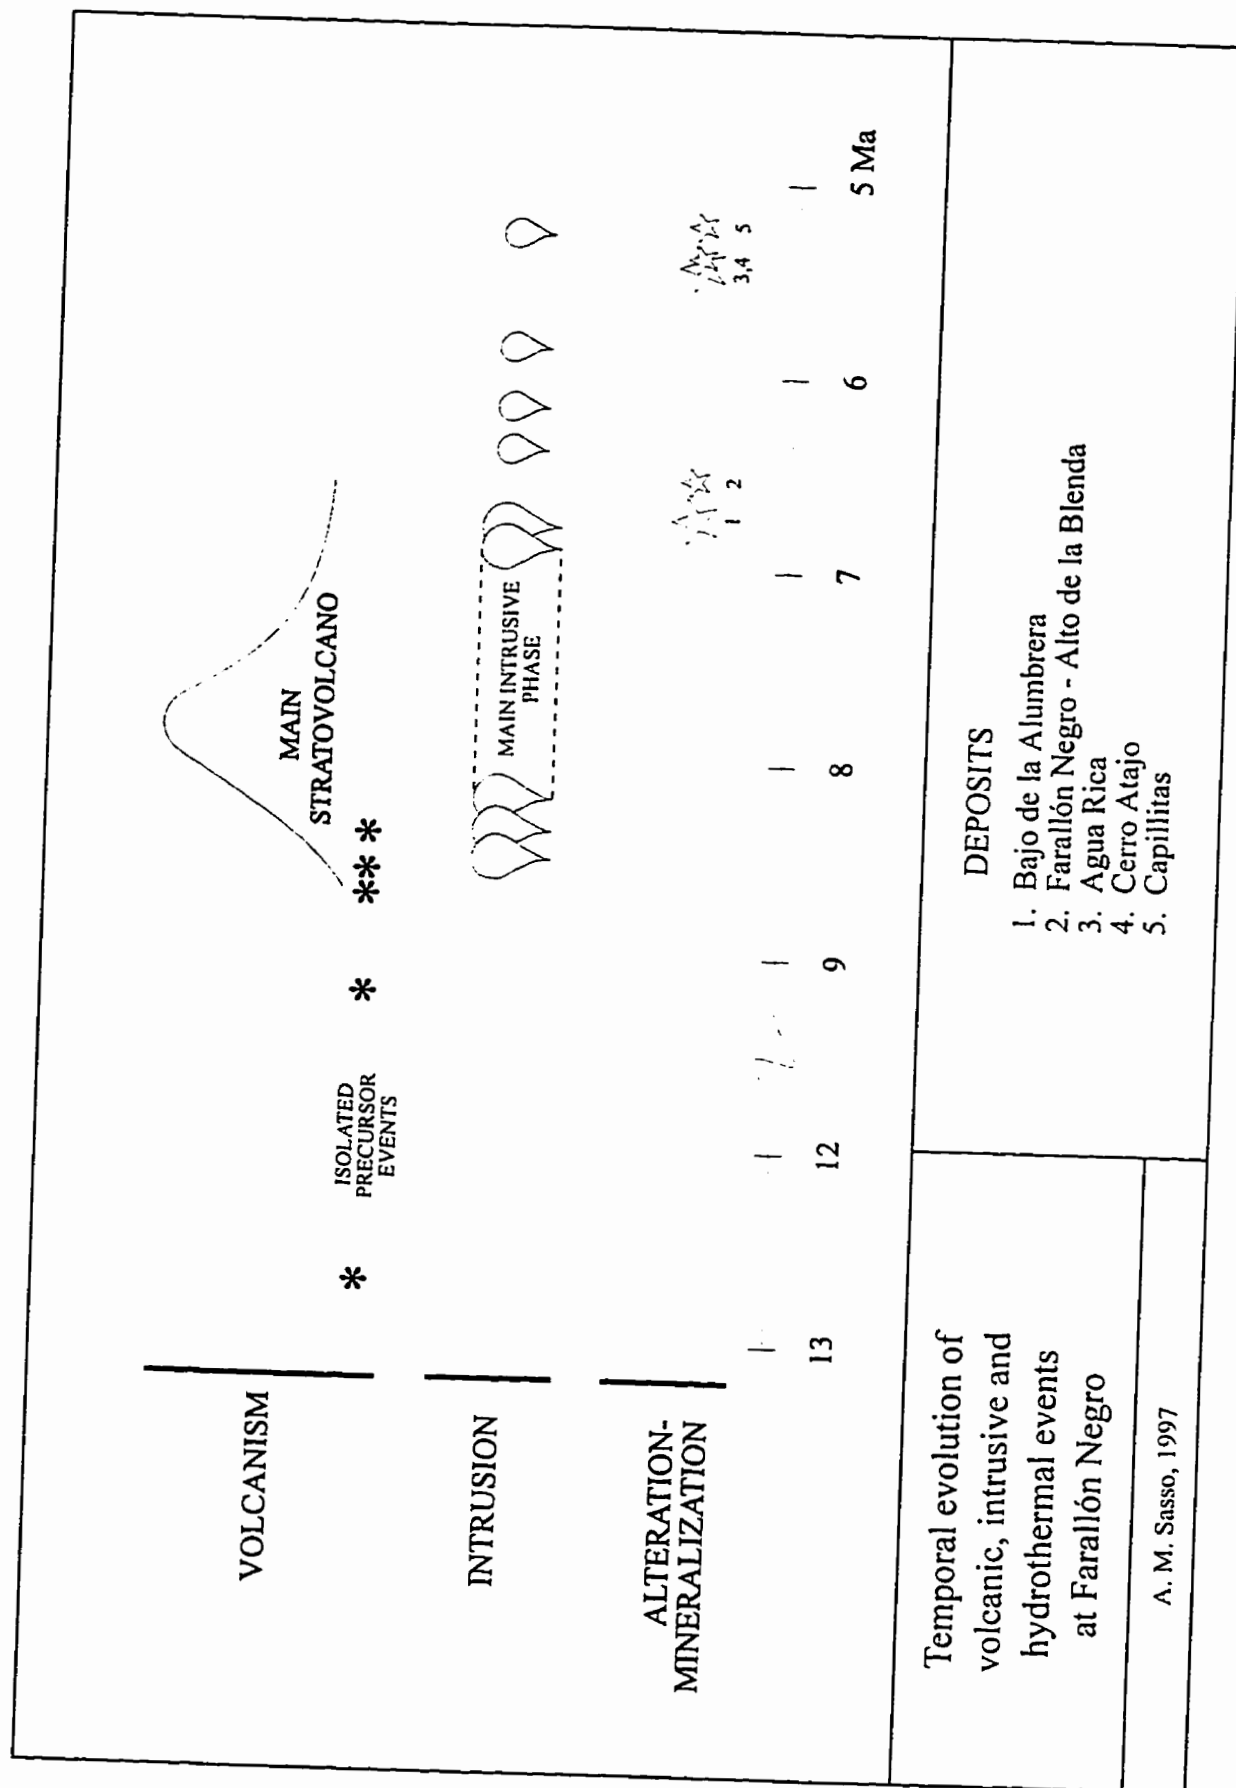 VOLCANISM
MAIN
STRATOVOLCANO
* * ** *
ISOLATED
PRECURSOR
EVENTS
INTRUSION
MAIN INTRUSIVE
PHASE
ALTERATION-
MINERALIZATION
1 2 3,4 5
13 12 9 8 7 6 5 Ma
Temporal evolution of
volcanic, intrusive and
hydrothermal events
at Farallón Negro
A. M. Sasso, 1997
DEPOSITS
1. Bajo de la Alumbrera
2. Farallón Negro - Alto de la Blenda
3. Agua Rica
4. Cerro Atajo
5. Capillitas